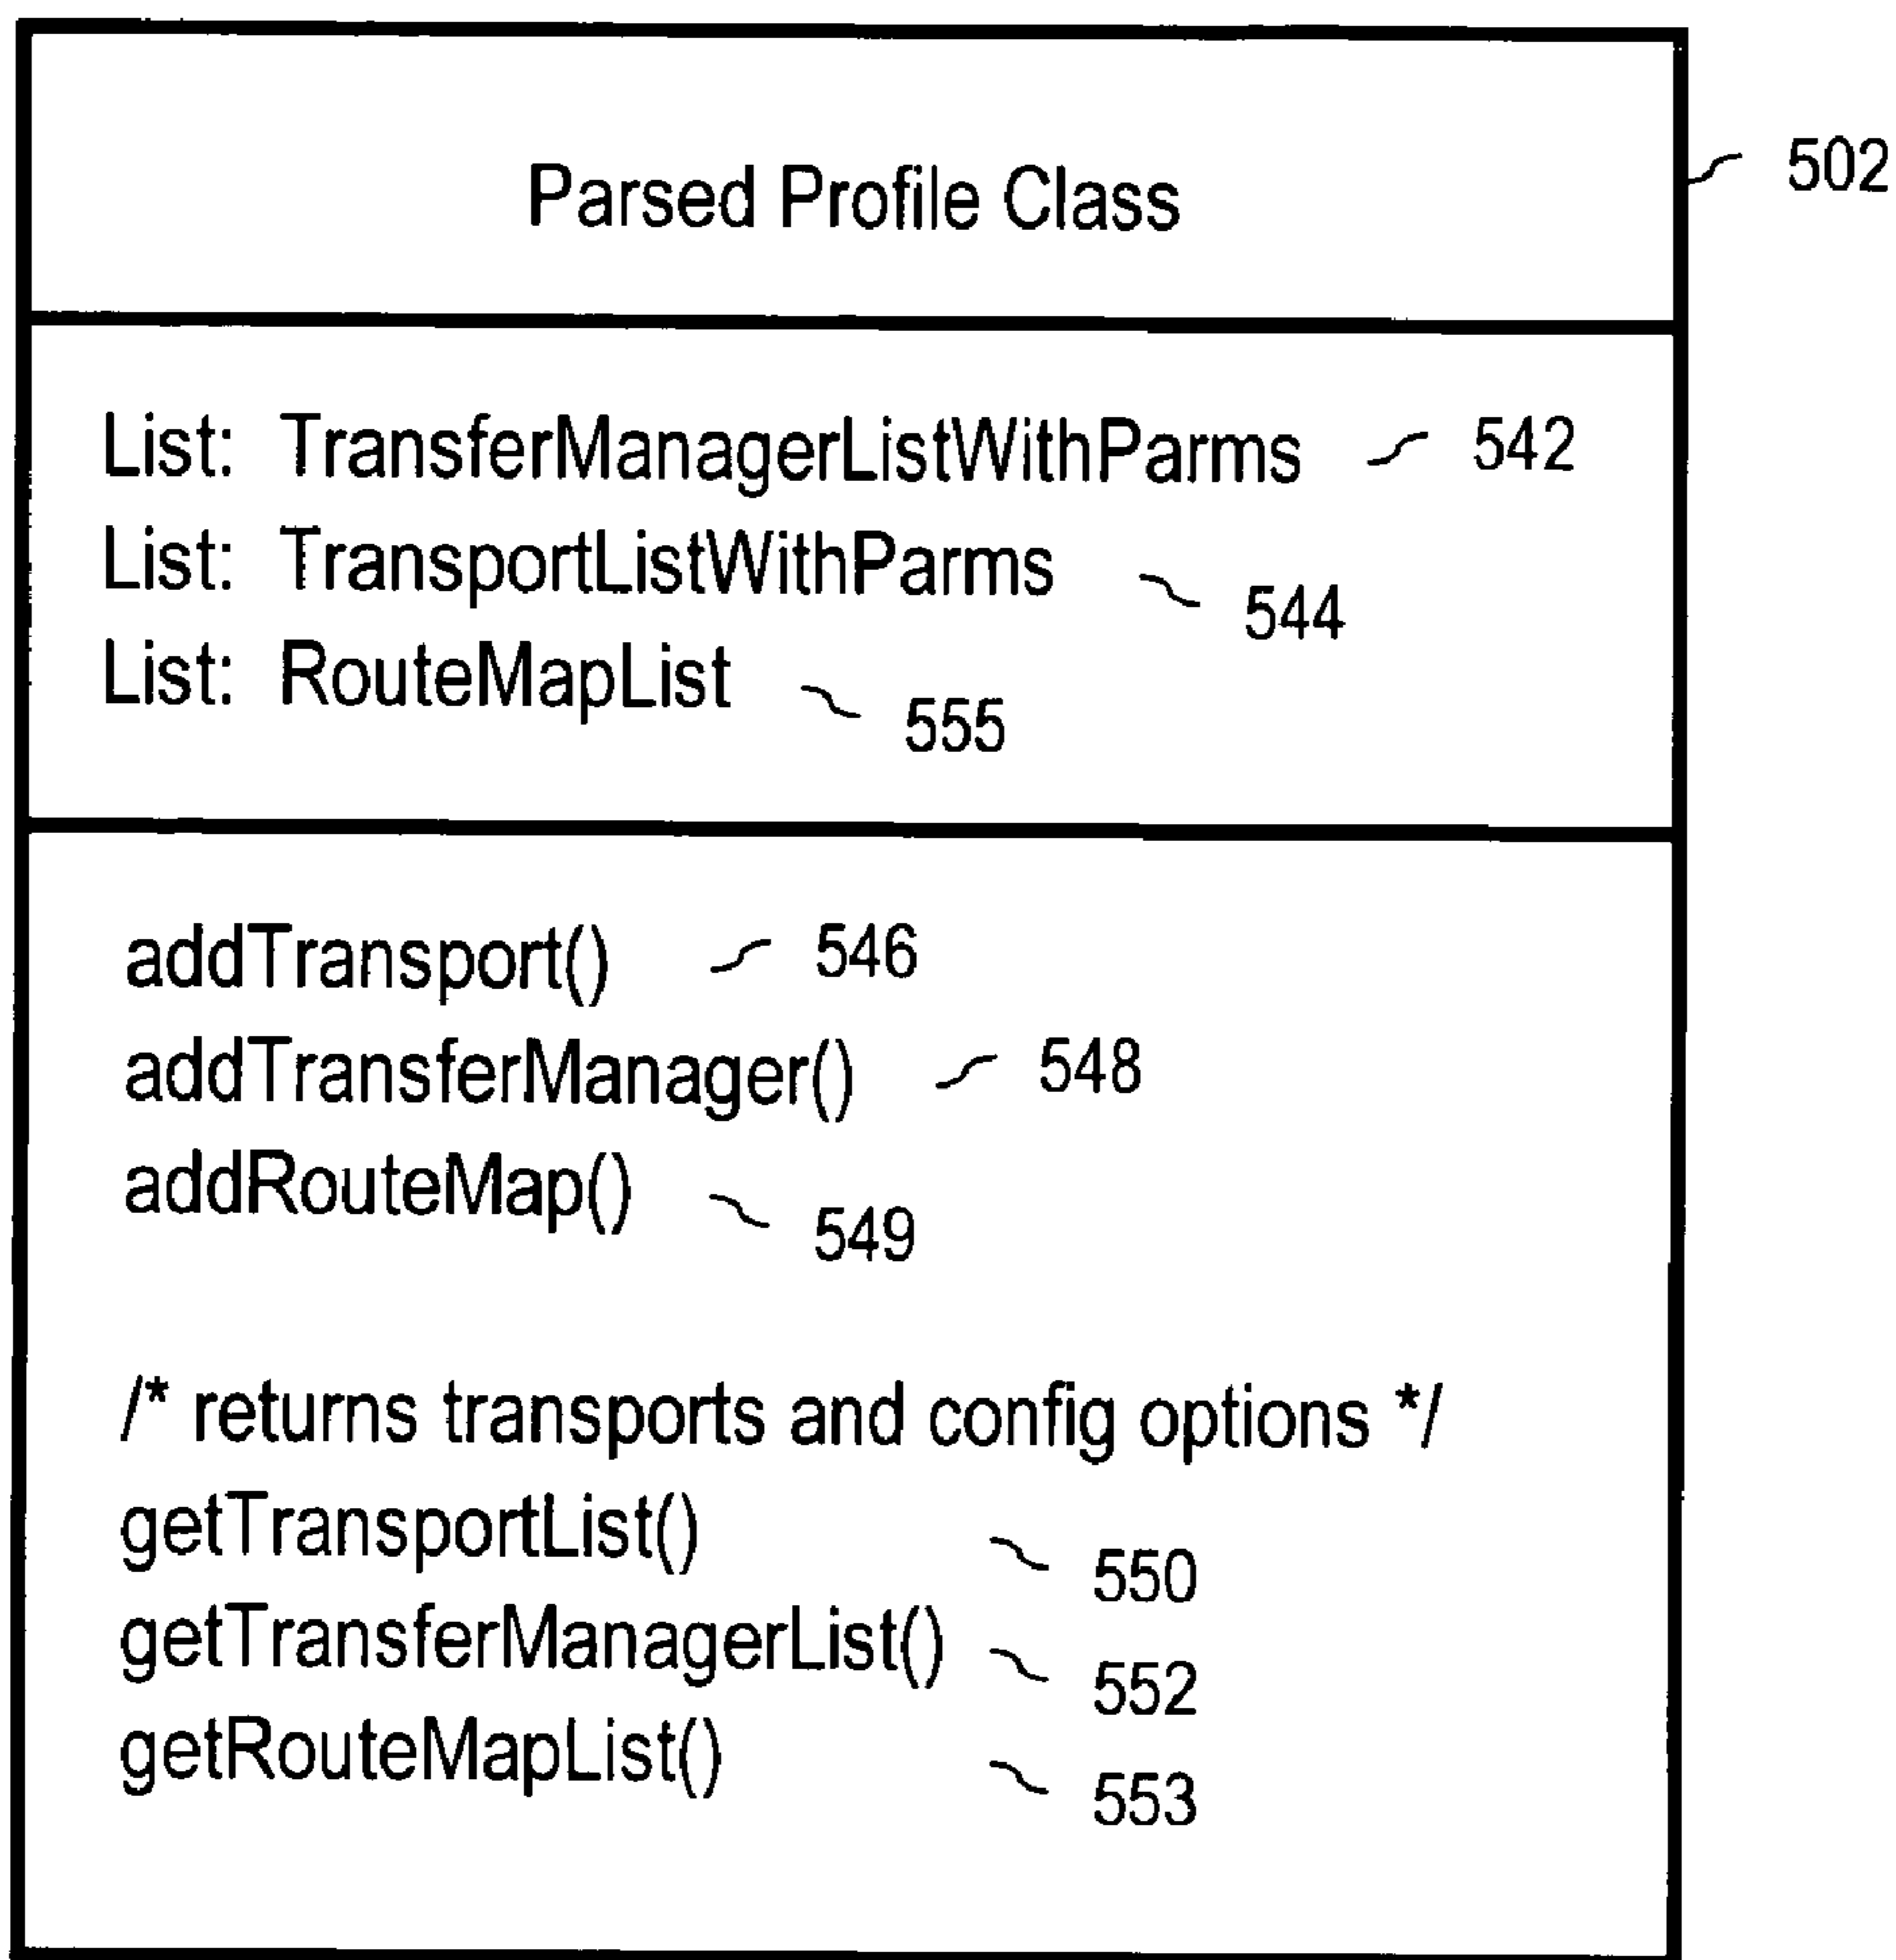 Parsed Profile Class 502
List: TransferManagerListWithParms 542
List: TransportListWithParms 544
List: RouteMapList 555
addTransport() 546
addTransferManager() 548
addRouteMap() 549
/* returns transports and config options */
getTransportList() 550
getTransferManagerList() 552
getRouteMapList() 553